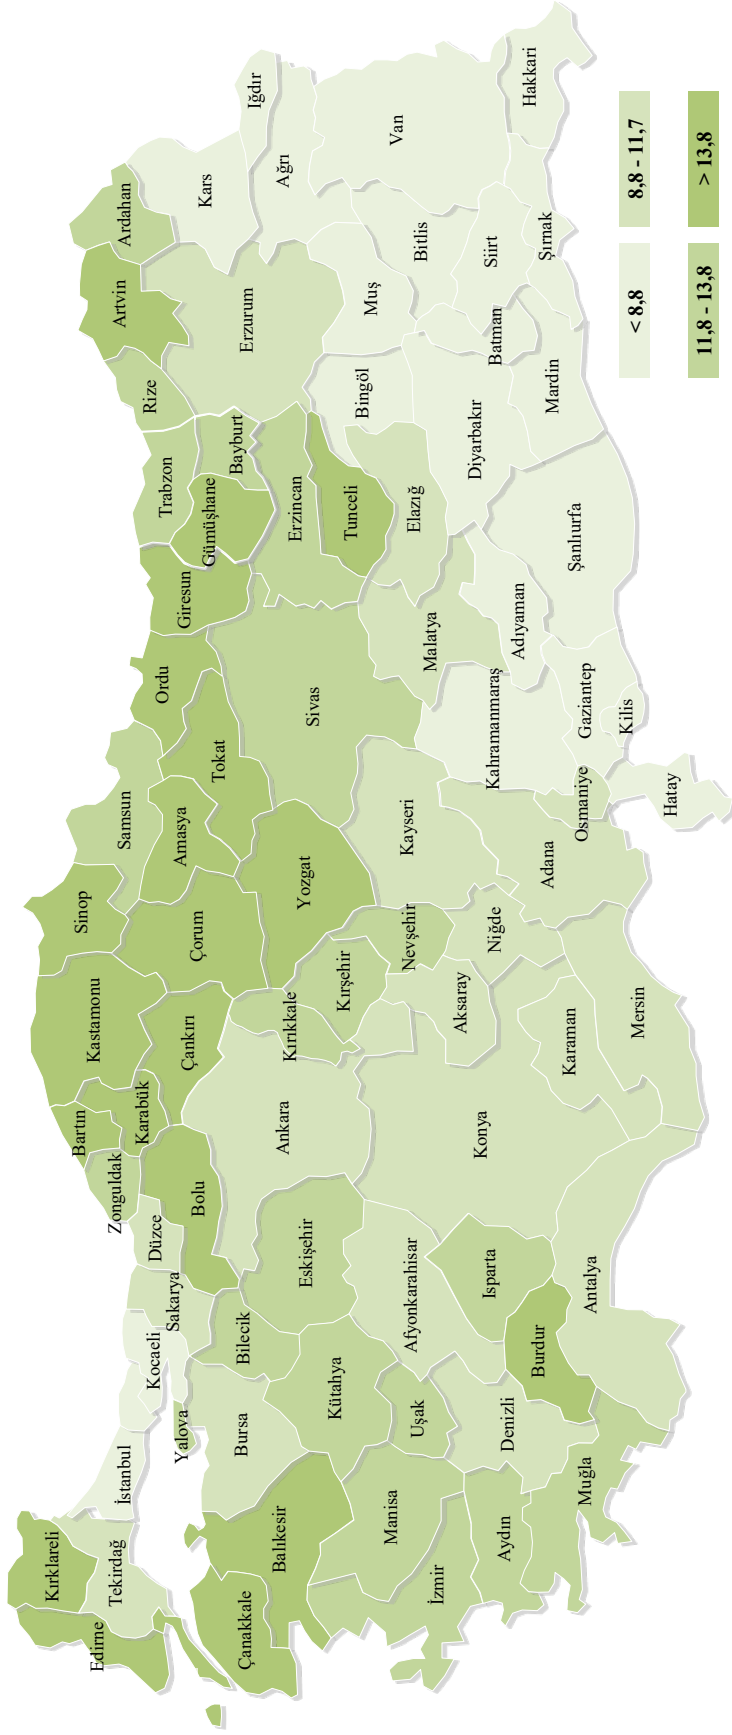 Kırklareli
Edirne
Tekirdağ
İstanbul
Kocaeli
Yalova
Sakarya
Düzce
Zonguldak
Bartın
Karabük
Kastamonu
Sinop
Samsun
Ordu
Giresun
Trabzon
Rize
Artvin
Ardahan
Çanakkale
Balıkesir
Bursa
Bilecik
Bolu
Çankırı
Çorum
Amasya
Tokat
Gümüşhane
Bayburt
Erzurum
Kars
Iğdır
Ağrı
Kütahya
Eskişehir
Ankara
Kırıkkale
Kırşehir
Yozgat
Sivas
Erzincan
Tunceli
Bingöl
Muş
Van
Bitlis
Manisa
İzmir
Uşak
Afyonkarahisar
Konya
Aksaray
Nevşehir
Niğde
Kayseri
Malatya
Elazığ
Diyarbakır
Batman
Siirt
Şırnak
Hakkari
Aydın
Denizli
Isparta
Burdur
Muğla
Antalya
Karaman
Mersin
Adana
Osmaniye
Kahramanmaraş
Adıyaman
Gaziantep
Kilis
Hatay
Şanlıurfa
Mardin
< 8,8
8,8 - 11,7
11,8 - 13,8
> 13,8